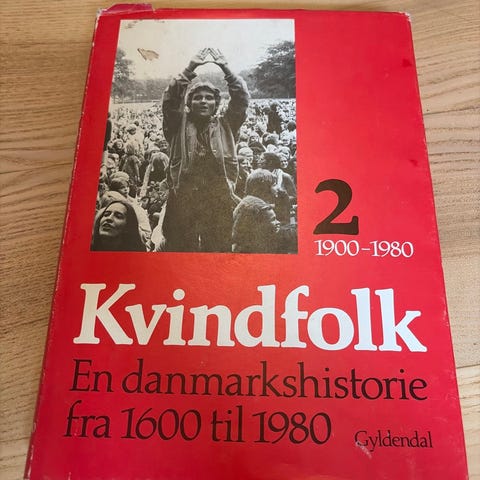 2
1900–1980
Kvindfolk
En danmarkshistorie
fra 1600 til 1980
Gyldendal